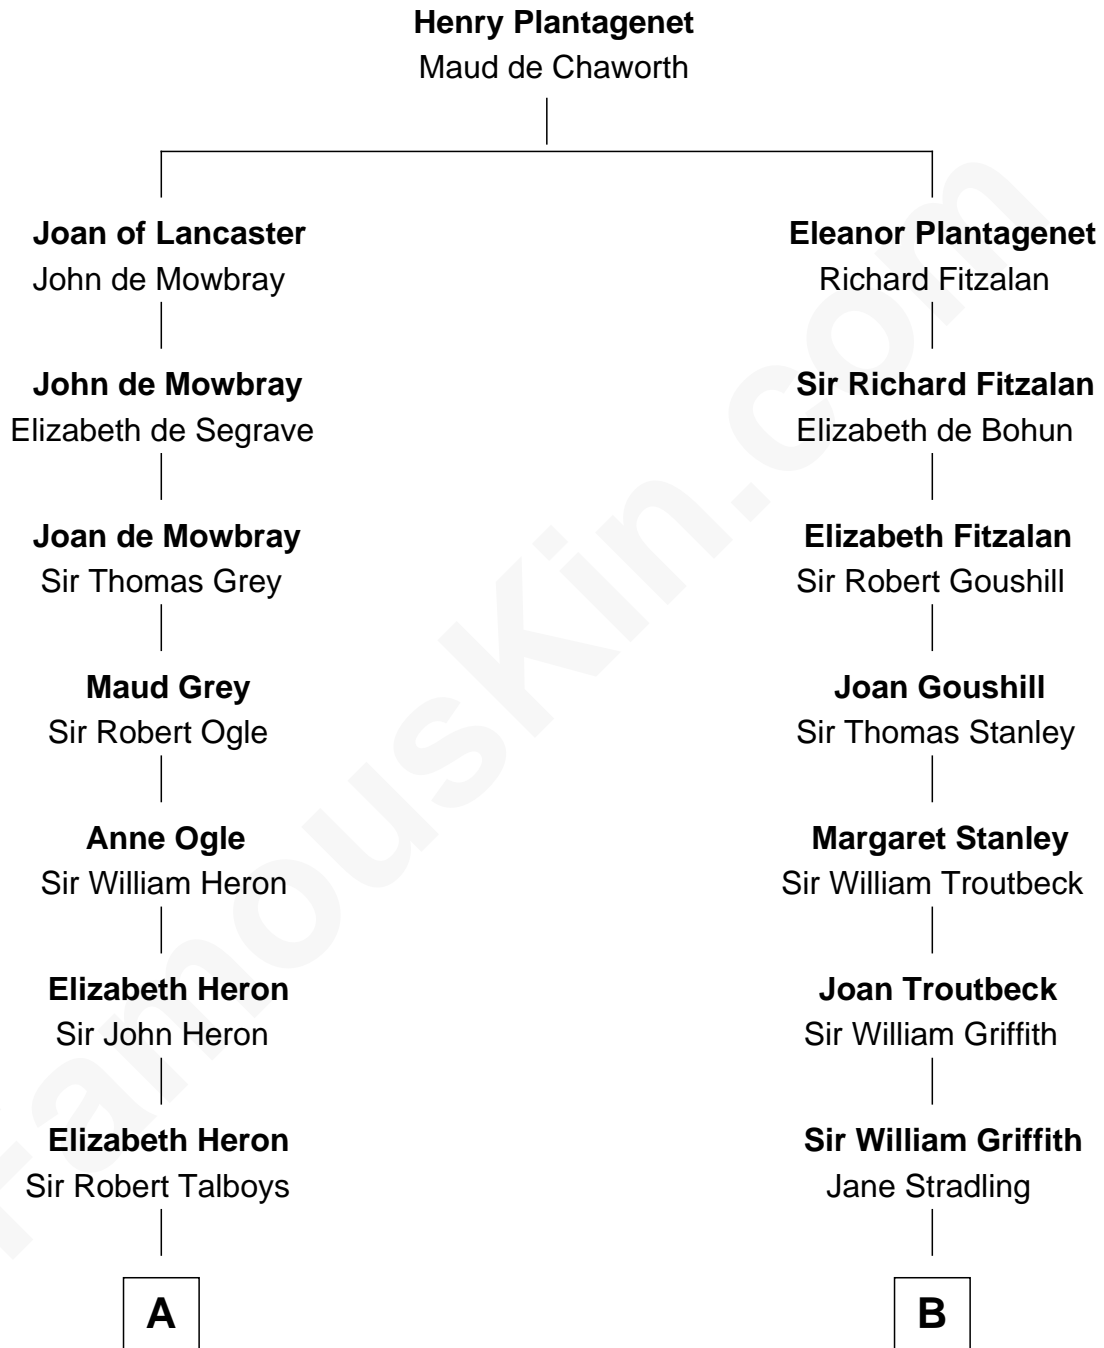 Henry Plantagenet
Maud de Chaworth
Joan of Lancaster
John de Mowbray
Eleanor Plantagenet
Richard Fitzalan
John de Mowbray
Elizabeth de Segrave
Sir Richard Fitzalan
Elizabeth de Bohun
Joan de Mowbray
Sir Thomas Grey
Elizabeth Fitzalan
Sir Robert Goushill
Maud Grey
Sir Robert Ogle
Joan Goushill
Sir Thomas Stanley
Anne Ogle
Sir William Heron
Margaret Stanley
Sir William Troutbeck
Elizabeth Heron
Sir John Heron
Joan Troutbeck
Sir William Griffith
Elizabeth Heron
Sir Robert Talboys
Sir William Griffith
Jane Stradling
A
B
FamousKin.com